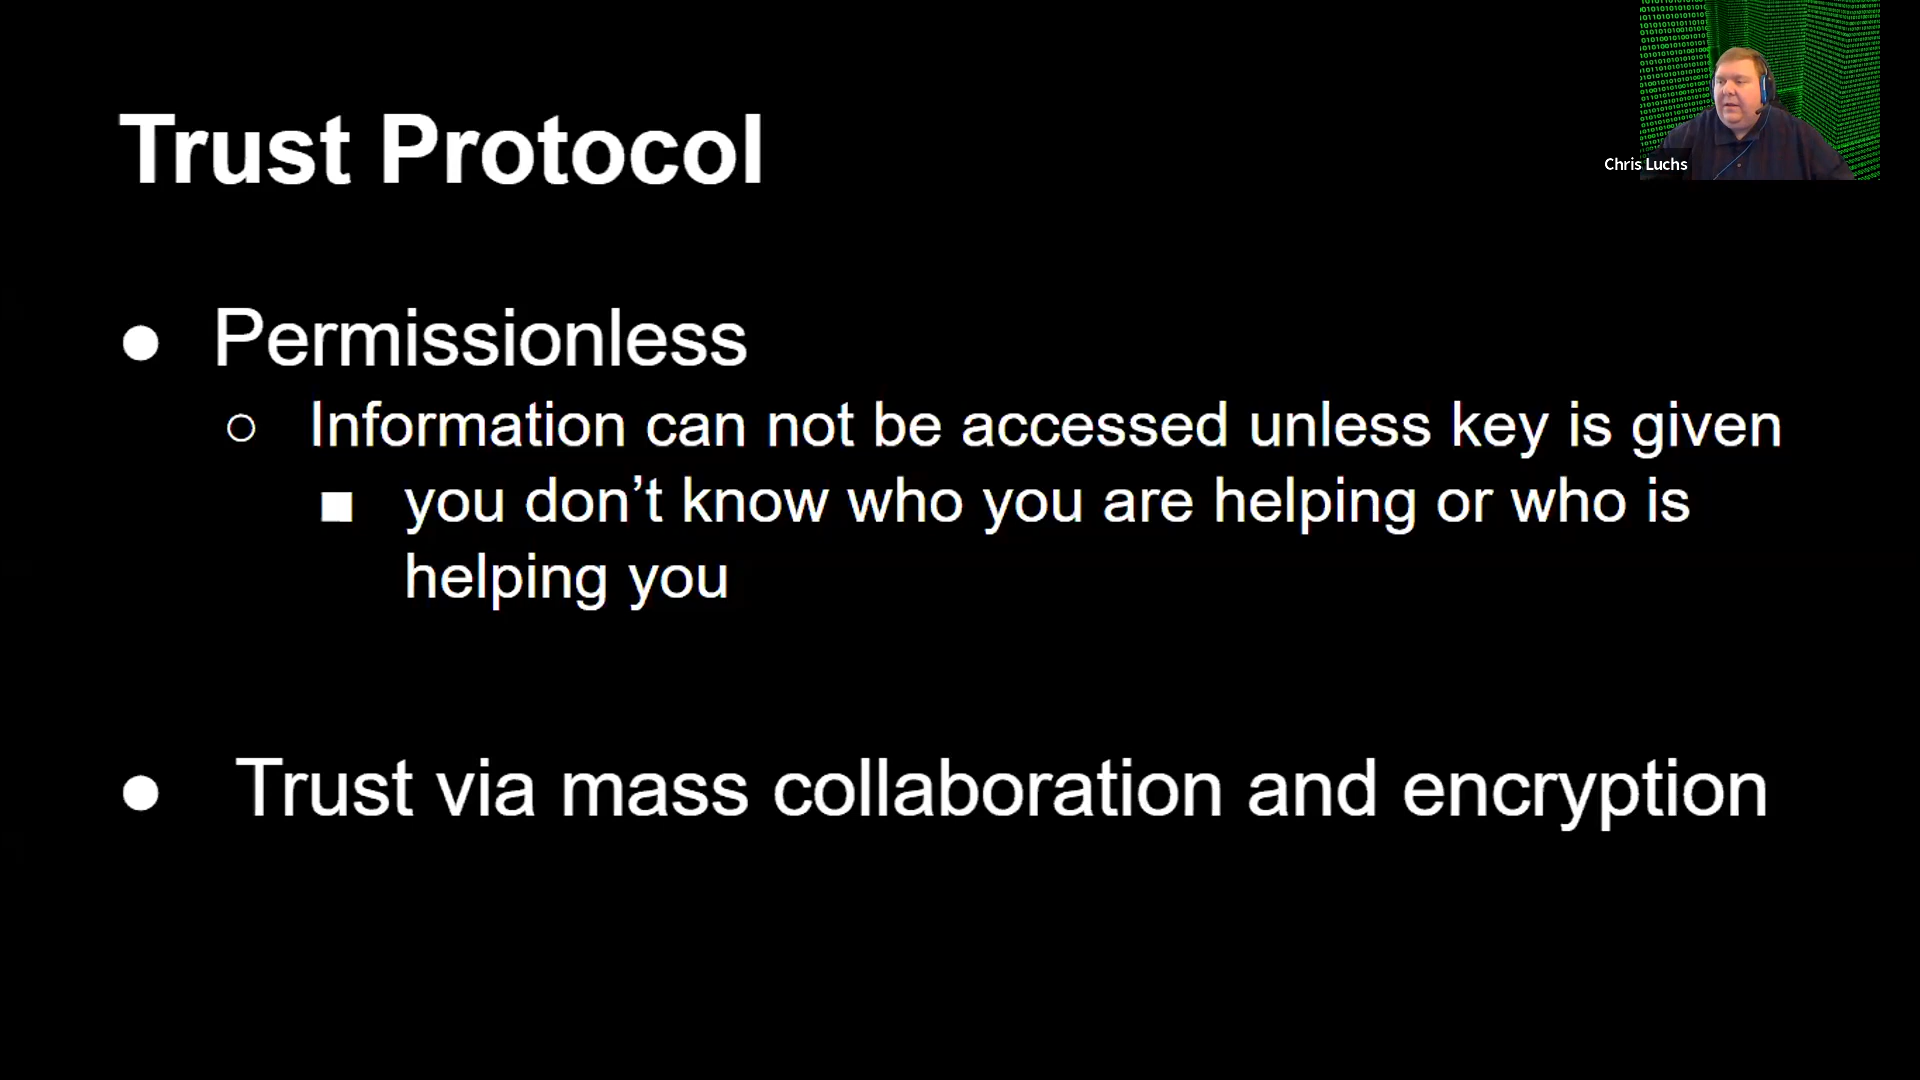 Trust Protocol
Chris Luchs
● Permissionless
○ Information can not be accessed unless key is given
■ you don’t know who you are helping or who is
helping you
● Trust via mass collaboration and encryption